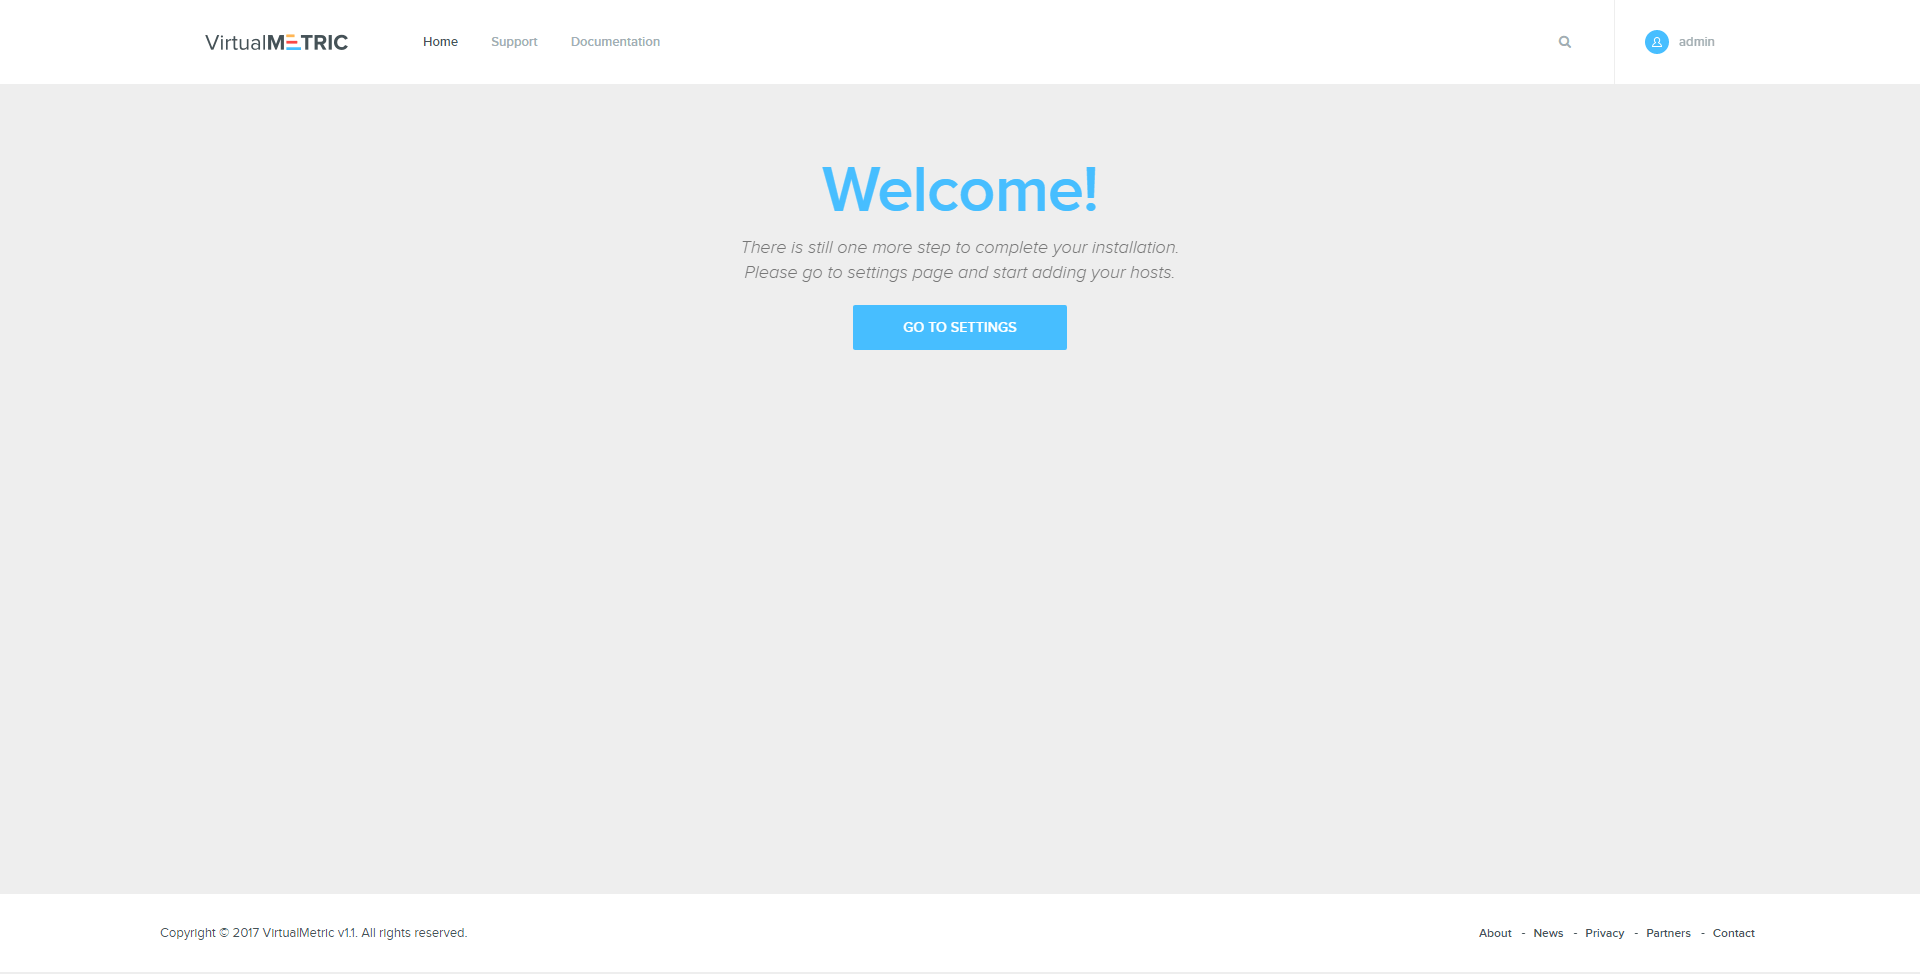 VirtualMETRIC
Home Support Documentation
admin
Welcome!
There is still one more step to complete your installation.
Please go to settings page and start adding your hosts.
GO TO SETTINGS
Copyright © 2017 VirtualMetric v1.1. All rights reserved.
About - News - Privacy - Partners - Contact